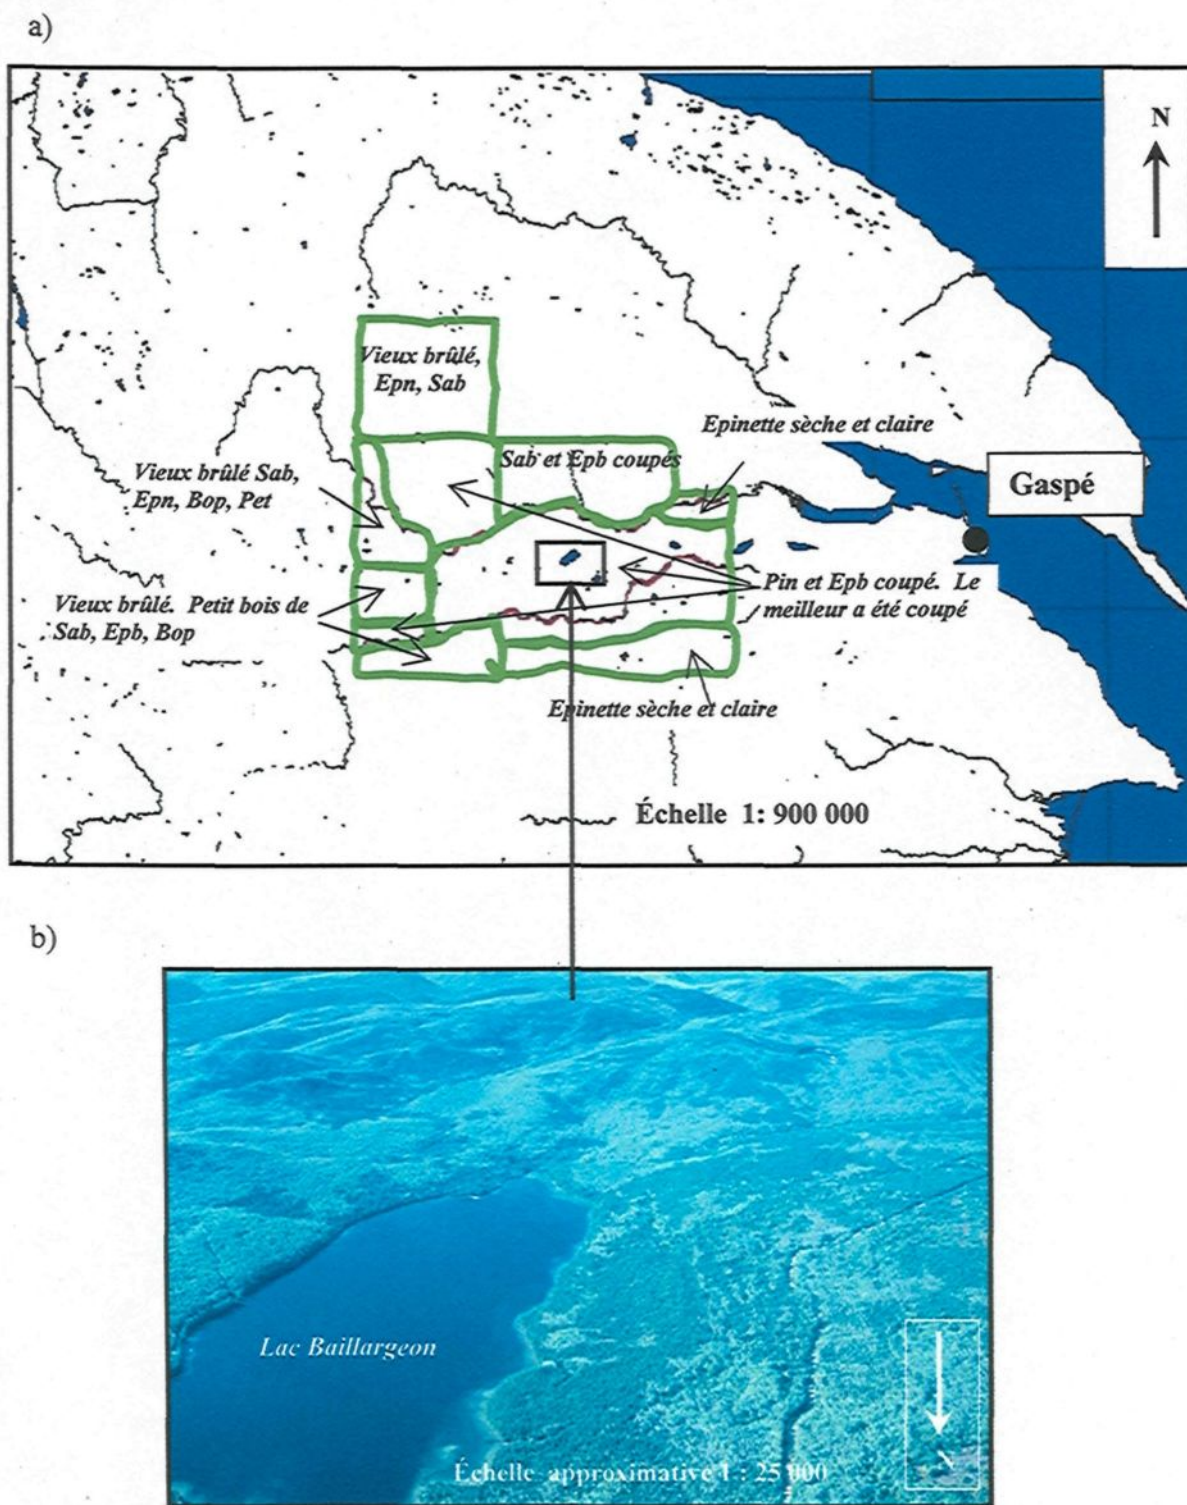 a)
N
Vieux brûlé,
Epn, Sab
Epinette sèche et claire
Sab et Epb coupés
Vieux brûlé Sab,
Epn, Bop, Pet
Gaspé
Pin et Epb coupé. Le
meilleur a été coupé
Vieux brûlé. Petit bois de
Sab, Epb, Bop
Epinette sèche et claire
Échelle 1: 900 000
b)
Lac Baillargeon
N
Échelle approximative 1 : 25 000